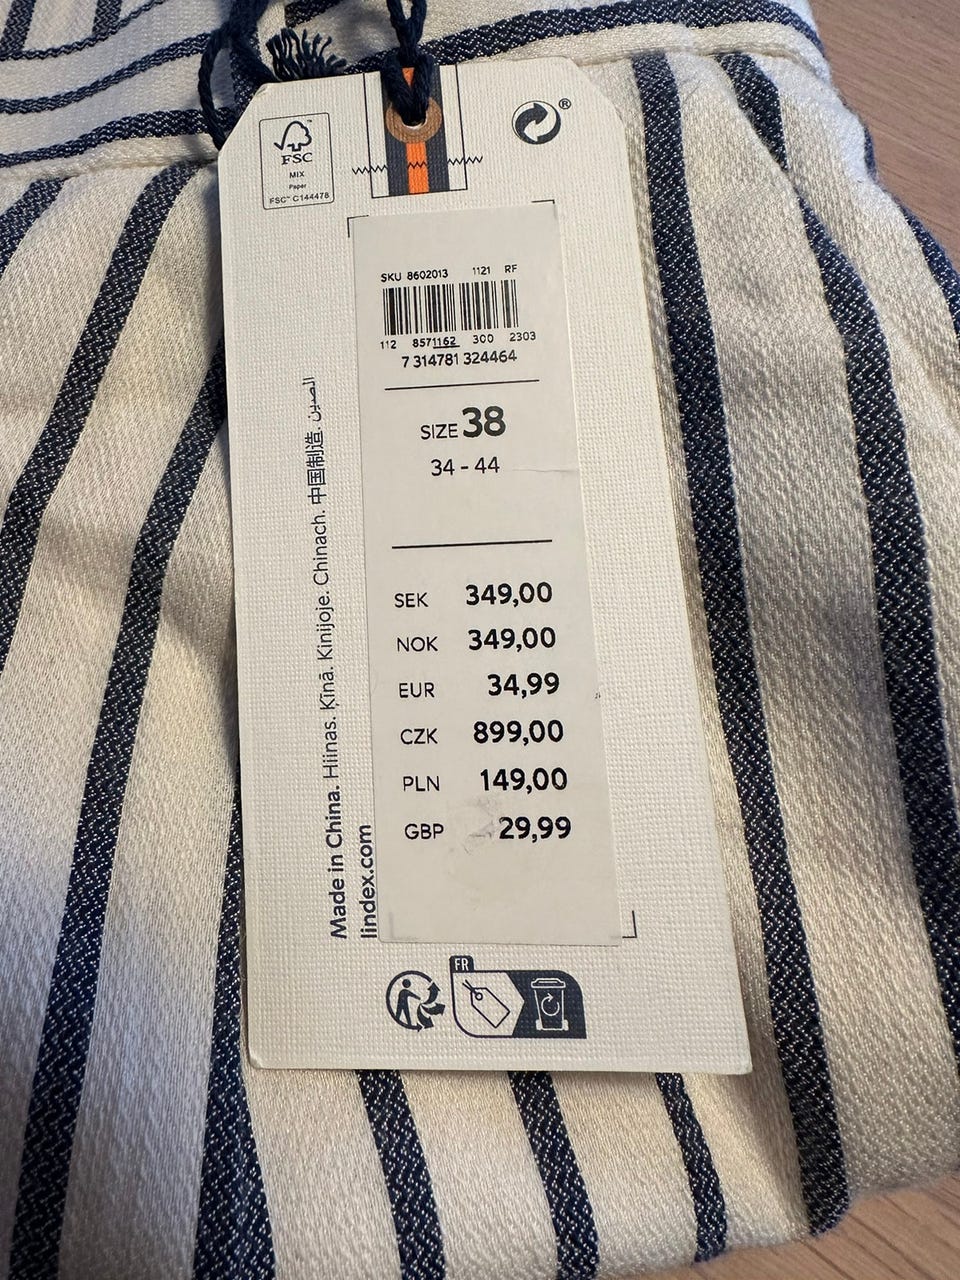 FSC™
MIX
Paper
FSC™ C144478
®
SKU 8602013 1121 RF
112 8571162 300 2303
7 314781 324464
SIZE 38
34 - 44
SEK 349,00
NOK 349,00
EUR 34,99
CZK 899,00
PLN 149,00
GBP 29,99
Made in China. Hiinas. Ķīnā. Kinijoje. Chinach. 中国制造. الصين
lindex.com
FR